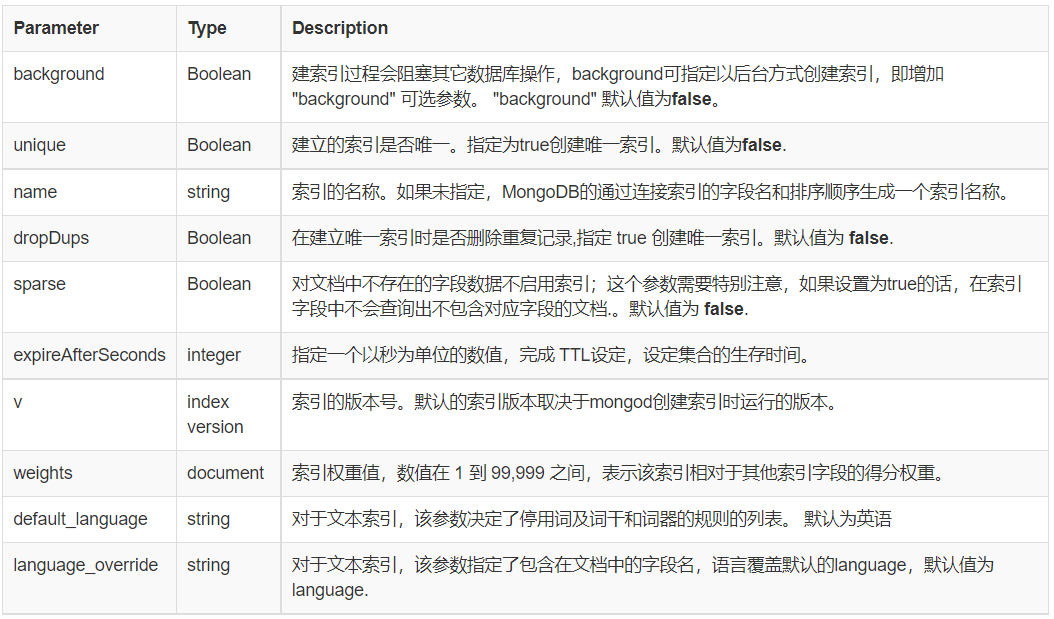 Parameter Type Description
background Boolean 建索引过程会阻塞其它数据库操作，background可指定以后台方式创建索引，即增加
"background" 可选参数。 "background" 默认值为false。
unique Boolean 建立的索引是否唯一。指定为true创建唯一索引。默认值为false.
name string 索引的名称。如果未指定，MongoDB的通过连接索引的字段名和排序顺序生成一个索引名称。
dropDups Boolean 在建立唯一索引时是否删除重复记录,指定 true 创建唯一索引。默认值为 false.
sparse Boolean 对文档中不存在的字段数据不启用索引；这个参数需要特别注意，如果设置为true的话，在索引
字段中不会查询出不包含对应字段的文档.。默认值为 false.
expireAfterSeconds integer 指定一个以秒为单位的数值，完成 TTL设定，设定集合的生存时间。
v index 索引的版本号。默认的索引版本取决于mongod创建索引时运行的版本。
version
weights document 索引权重值，数值在 1 到 99,999 之间，表示该索引相对于其他索引字段的得分权重。
default_language string 对于文本索引，该参数决定了停用词及词干和词器的规则的列表。 默认为英语
language_override string 对于文本索引，该参数指定了包含在文档中的字段名，语言覆盖默认的language，默认值为
language.